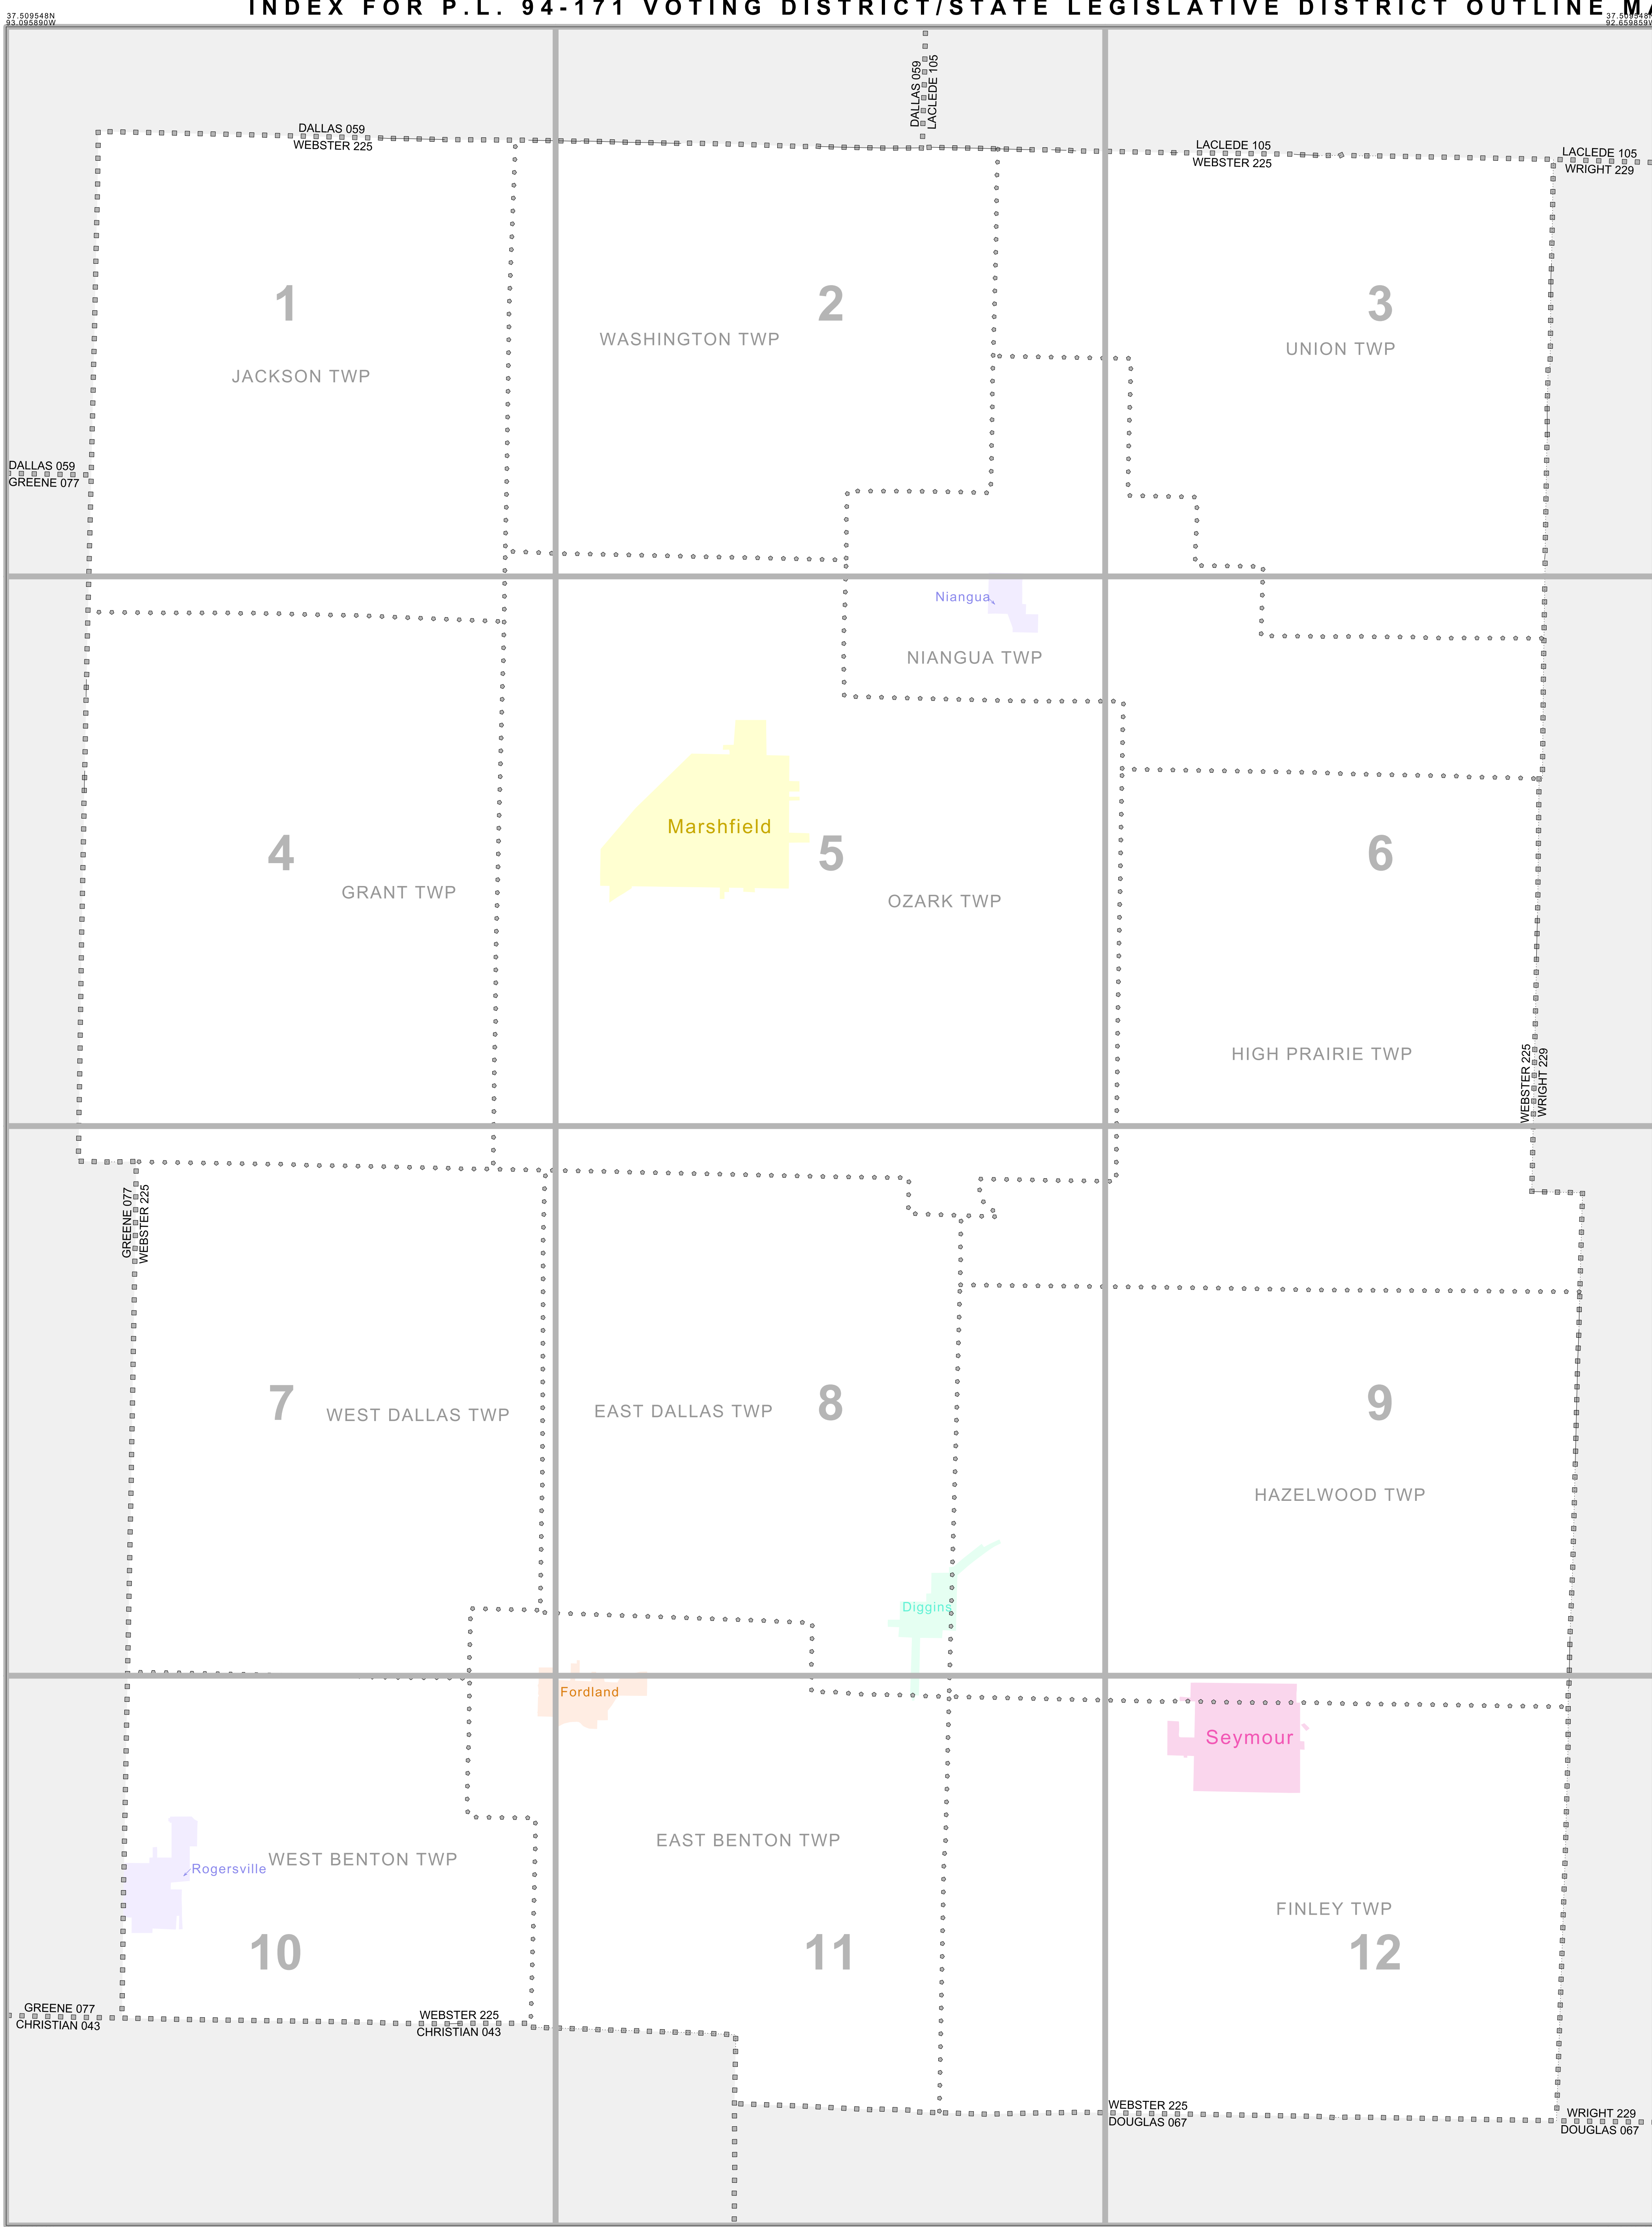 INDEX FOR P.L. 94-171 VOTING DISTRICT/STATE LEGISLATIVE DISTRICT OUTLINE
37.509548N
93.095890W
92.659859W
DALLAS 059
LACLEDE 105
DALLAS 059
WEBSTER 225
LACLEDE 105
WEBSTER 225
LACLEDE 105
WRIGHT 229
1
2
3
WASHINGTON TWP
UNION TWP
JACKSON TWP
DALLAS 059
GREENE 077
Niangua
NIANGUA TWP
Marshfield
4
5
6
GRANT TWP
OZARK TWP
HIGH PRAIRIE TWP
WEBSTER 225
WRIGHT 229
GREENE 077
WEBSTER 225
7
8
9
WEST DALLAS TWP
EAST DALLAS TWP
HAZELWOOD TWP
Diggins
Fordland
Seymour
EAST BENTON TWP
WEST BENTON TWP
Rogersville
FINLEY TWP
10
11
12
GREENE 077
CHRISTIAN 043
WEBSTER 225
CHRISTIAN 043
WEBSTER 225
DOUGLAS 067
WRIGHT 229
DOUGLAS 067